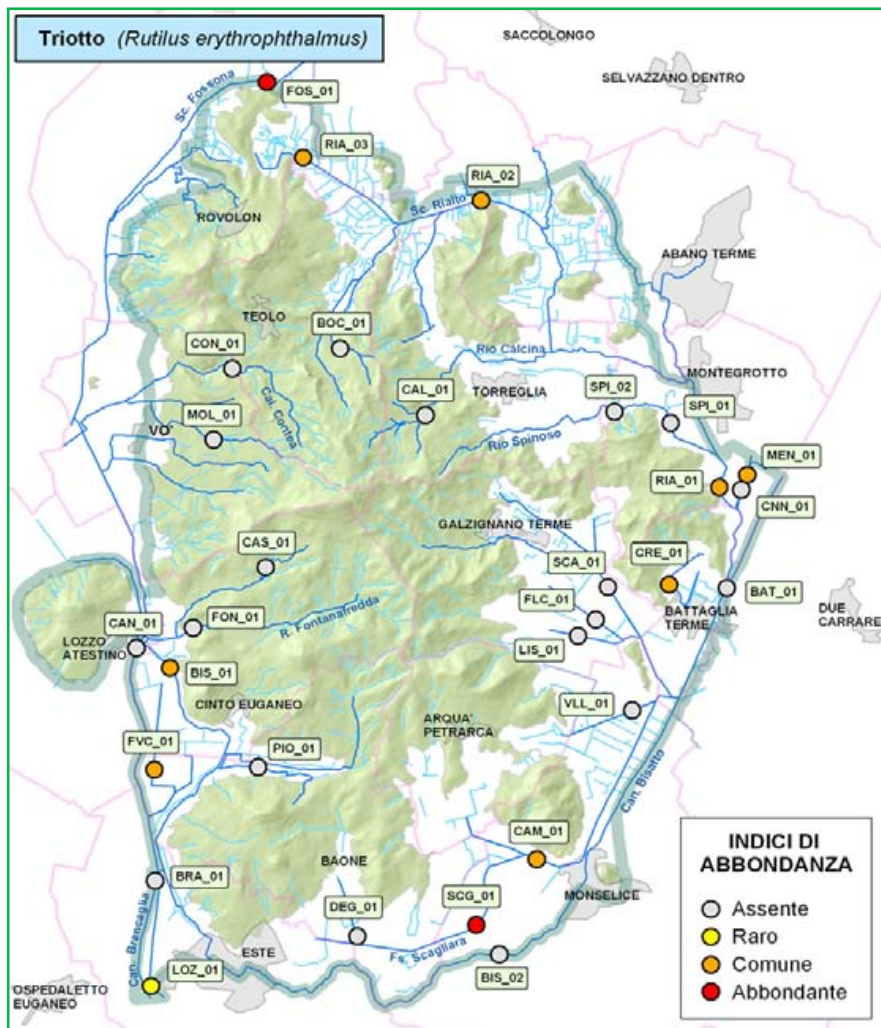 Triotto (Rutilus erythrophthalmus)
SACCOLONGO
SELVAZZANO DENTRO
Sc. Fossona
FOS_01
RIA_03
RIA_02
Sc. Rialto
ROVOLON
ABANO TERME
TEOLO
BOC_01
CON_01
Rio Calcina
MONTEGROTTO
CAL_01
TORREGLIA
SPI_02
SPI_01
MOL_01
Cal. Contea
VO'
Rio Spinoso
MEN_01
RIA_01
CNN_01
GALZIGNANO TERME
CAS_01
SCA_01
CRE_01
FLC_01
BAT_01
BATTAGLIA
TERME
DUE
CARRARE
CAN_01
FON_01
R. Fontanafredda
LOZZO
ATESTINO
LIS_01
BIS_01
CINTO EUGANEO
VLL_01
ARQUA'
PETRARCA
FVC_01
PIO_01
Can. Bisatto
CAM_01
BAONE
BRA_01
SCG_01
MONSELICE
DEG_01
Can. Brancaglia
ESTE
Fs. Scagliara
LOZ_01
BIS_02
OSPEDALETTO
EUGANEO
INDICI DI
ABBONDANZA
Assente
Raro
Comune
Abbondante